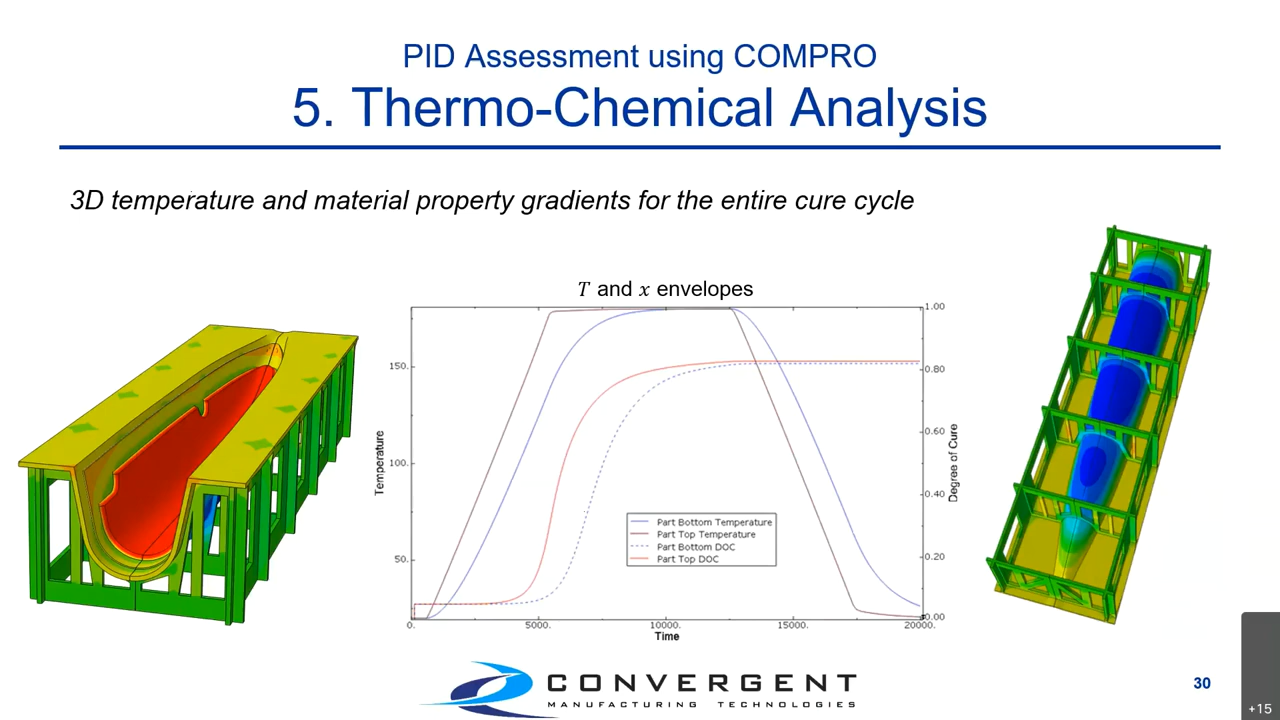 PID Assessment using COMPRO
5. Thermo-Chemical Analysis
3D temperature and material property gradients for the entire cure cycle
T and x envelopes
1.00
150.
0.80
0.60
Temperature
100.
Degree of Cure
0.40
Part Bottom Temperature
Part Top Temperature
Part Bottom DOC
Part Top DOC
50.
0.20
0.00
0.
5000.
10000.
15000.
20000.
Time
CONVERGENT
MANUFACTURING TECHNOLOGIES
30
+15